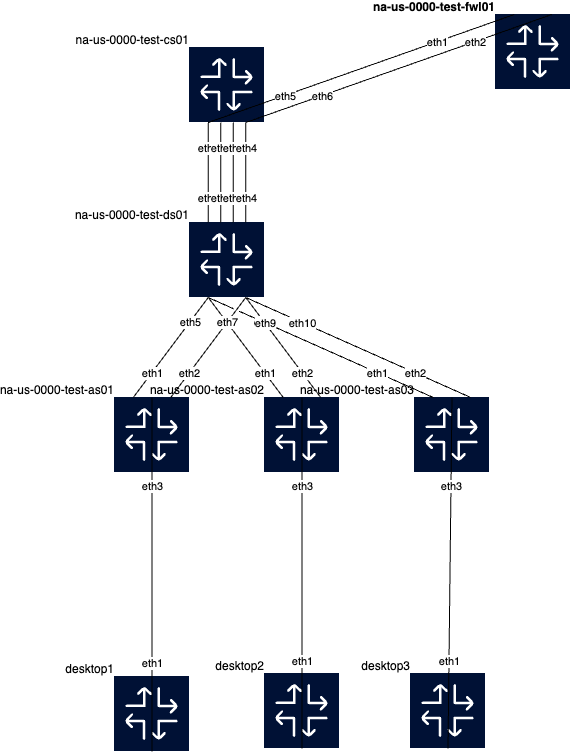 na-us-0000-test-fwl01
na-us-0000-test-cs01
eth1
eth2
eth5
eth6
eth4
eth4
na-us-0000-test-ds01
eth5
eth7
eth9
eth10
eth1
eth2
eth1
eth2
eth1
eth2
na-us-0000-test-as01
na-us-0000-test-as02
na-us-0000-test-as03
eth3
eth3
eth3
desktop1
eth1
desktop2
eth1
desktop3
eth1